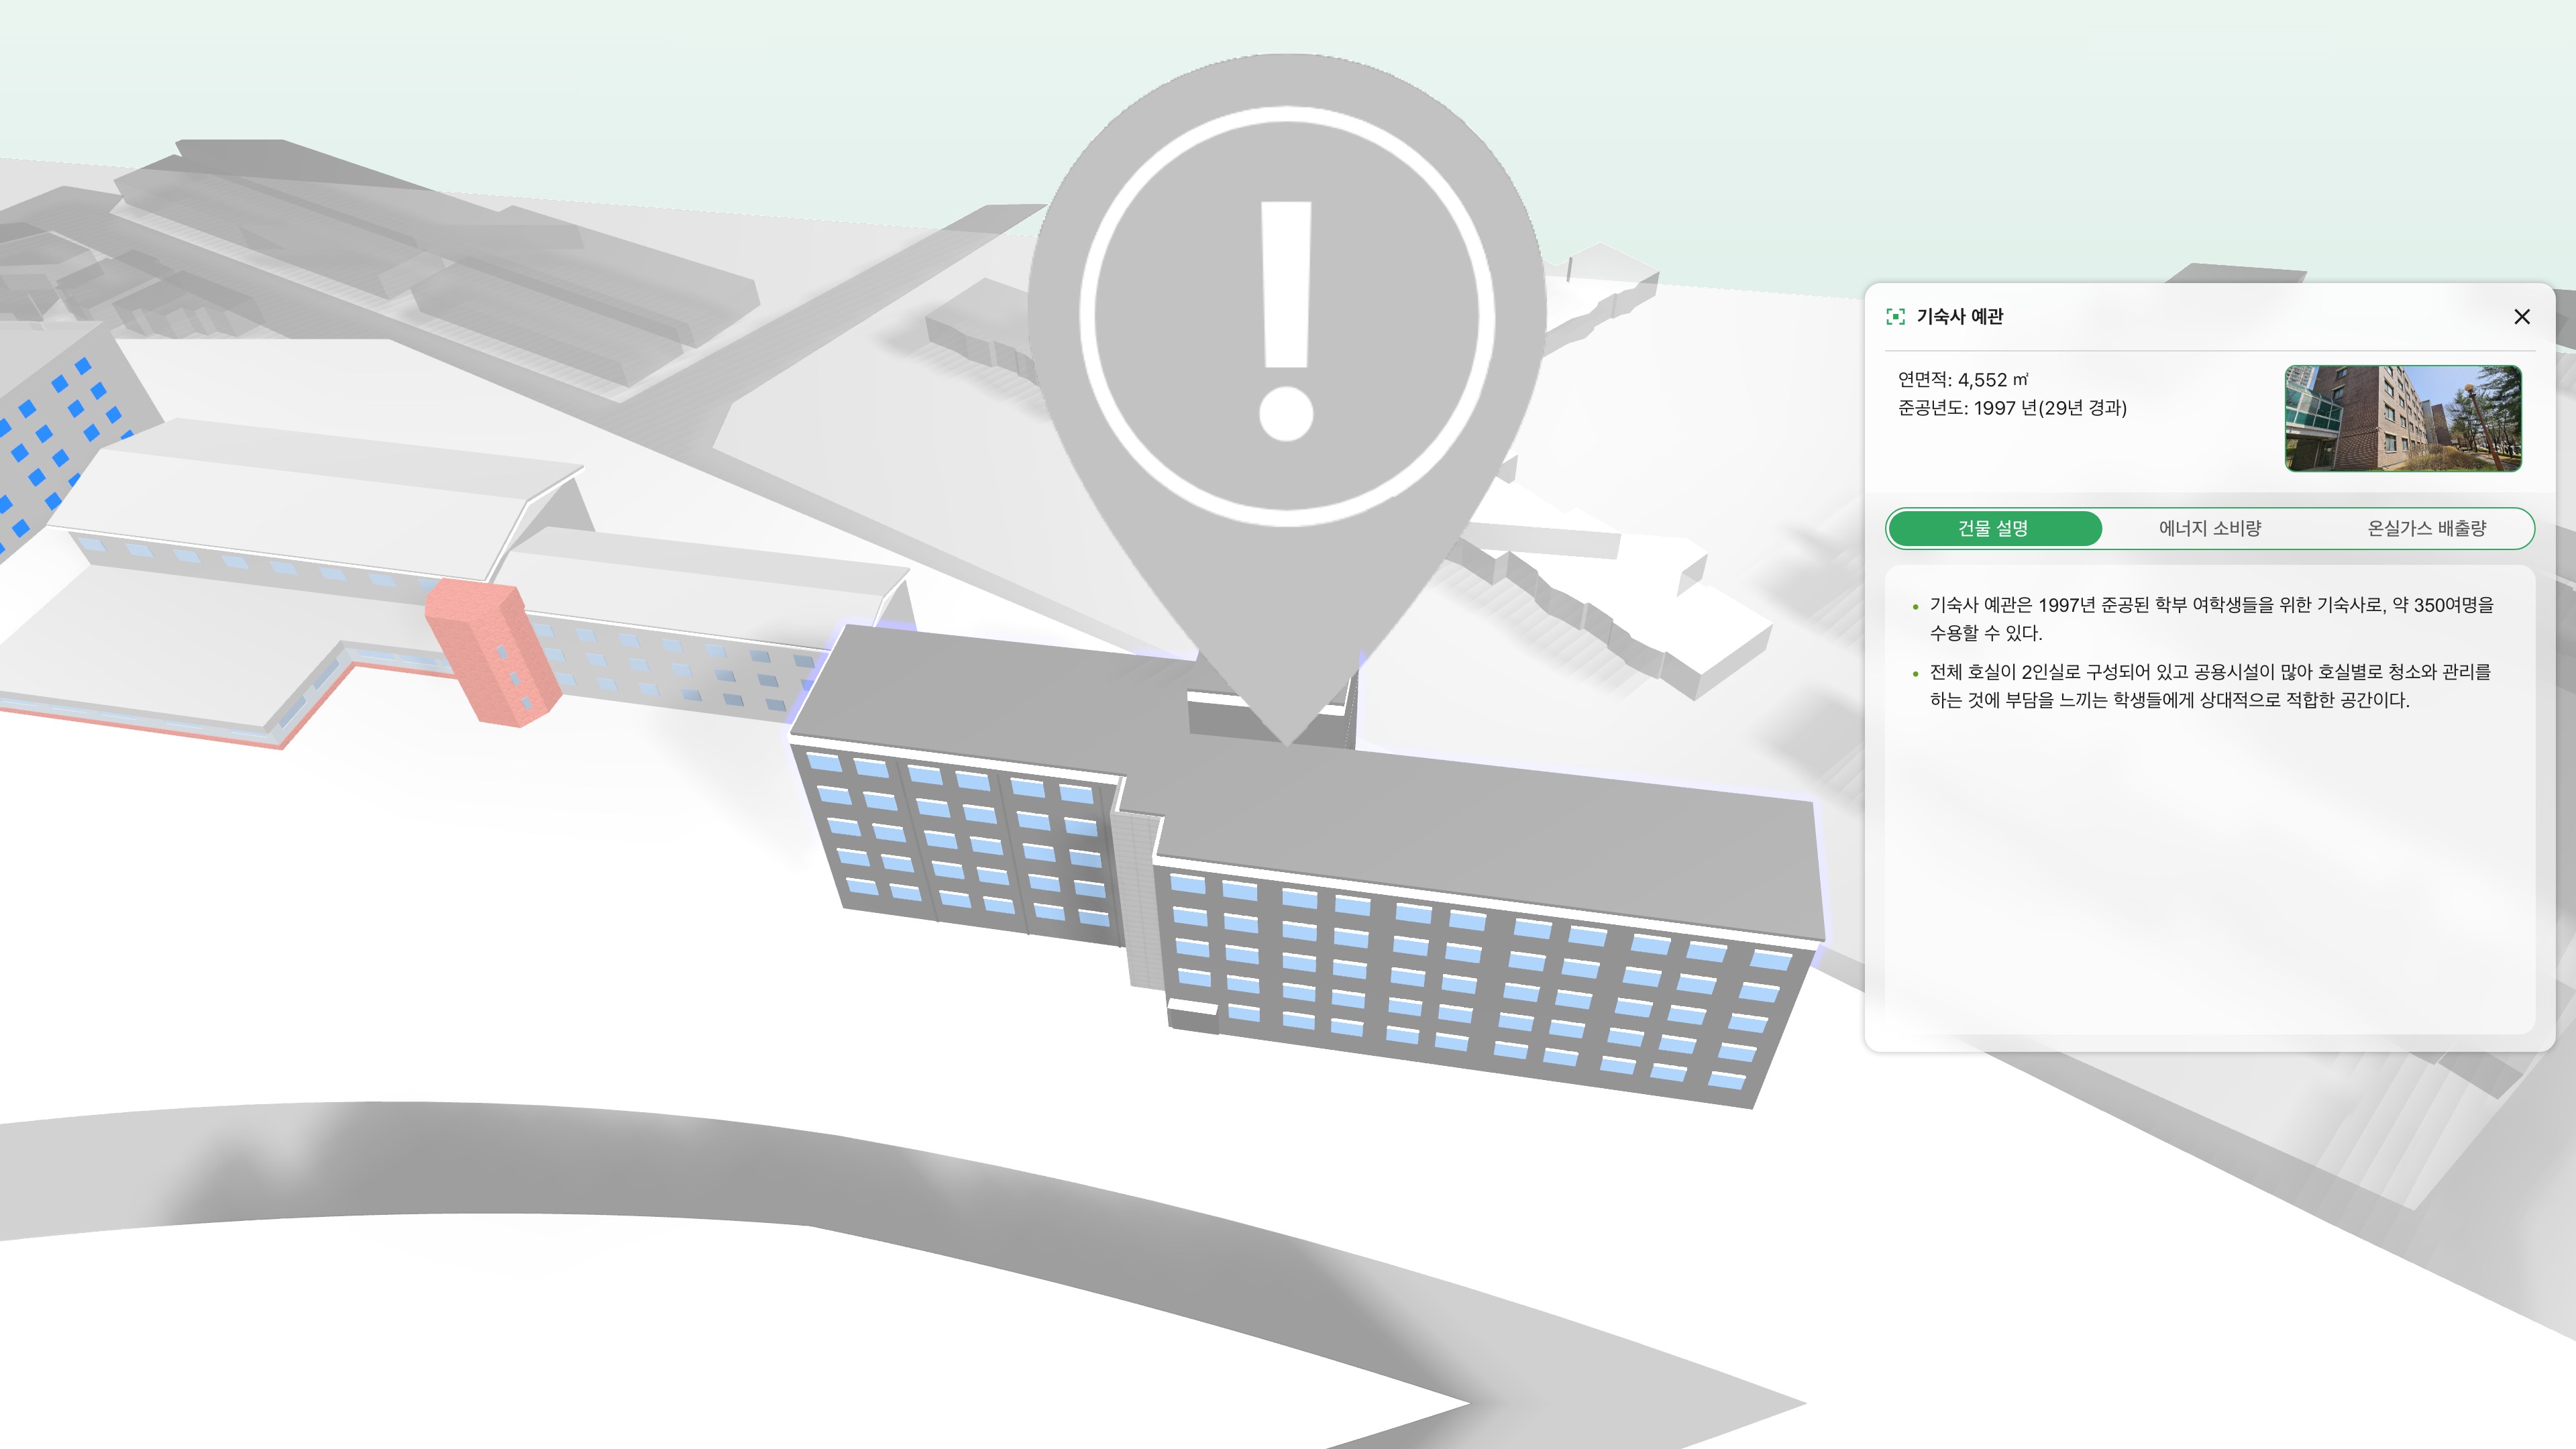 기숙사 예관
연면적: 4,552 ㎡
준공년도: 1997 년(29년 경과)
건물 설명
에너지 소비량
온실가스 배출량
기숙사 예관은 1997년 준공된 학부 여학생들을 위한 기숙사로, 약 350여명을
수용할 수 있다.
전체 호실이 2인실로 구성되어 있고 공용시설이 많아 호실별로 청소와 관리를
하는 것에 부담을 느끼는 학생들에게 상대적으로 적합한 공간이다.